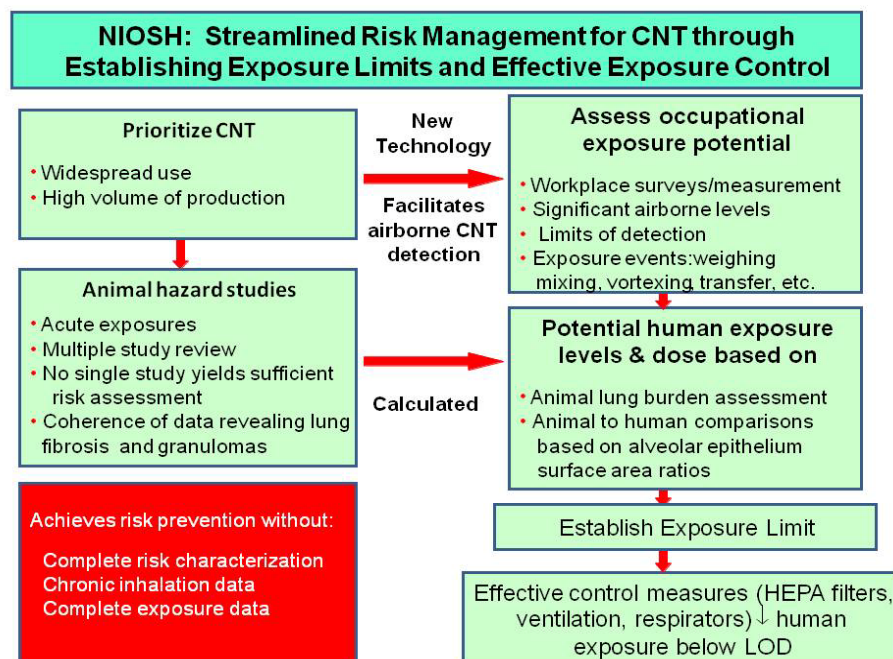 NIOSH: Streamlined Risk Management for CNT through
Establishing Exposure Limits and Effective Exposure Control
Prioritize CNT
• Widespread use
• High volume of production
New
Technology
Facilitates
airborne CNT
detection
Assess occupational
exposure potential
• Workplace surveys/measurement
• Significant airborne levels
• Limits of detection
• Exposure events:weighing
mixing, vortexing, transfer, etc.
Animal hazard studies
• Acute exposures
• Multiple study review
• No single study yields sufficient
risk assessment
• Coherence of data revealing lung
fibrosis and granulomas
Calculated
Potential human exposure
levels & dose based on
• Animal lung burden assessment
• Animal to human comparisons
based on alveolar epithelium
surface area ratios
Achieves risk prevention without:
Complete risk characterization
Chronic inhalation data
Complete exposure data
Establish Exposure Limit
Effective control measures (HEPA filters,
ventilation, respirators)↓ human
exposure below LOD